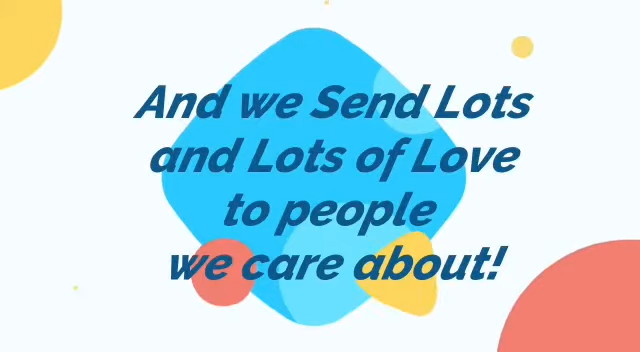 And we Send Lots
and Lots of Love
to people
we care about!